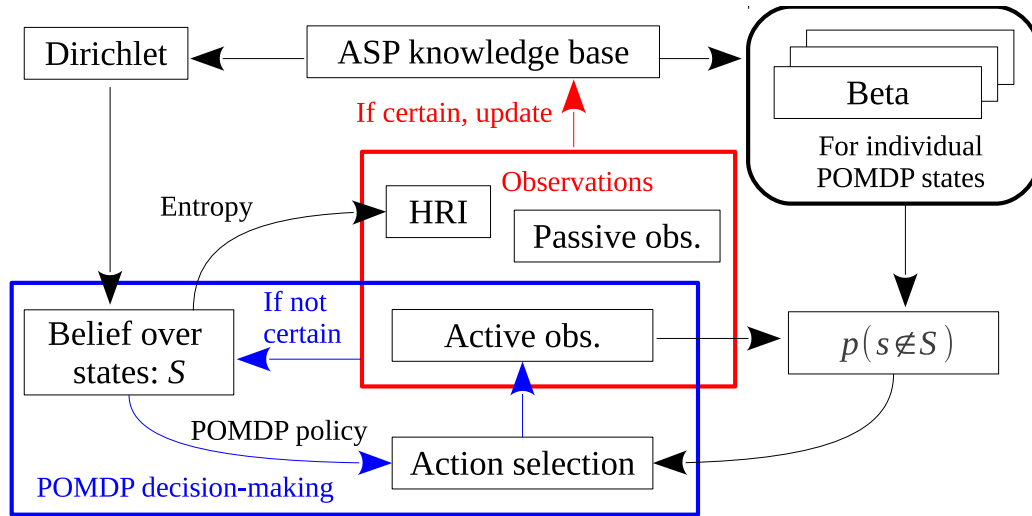 Dirichlet
ASP knowledge base
Beta
For individual
POMDP states
If certain, update
Observations
HRI
Passive obs.
Entropy
If not
certain
Belief over
states: S
Active obs.
p(s∉S)
POMDP policy
Action selection
POMDP decision-making